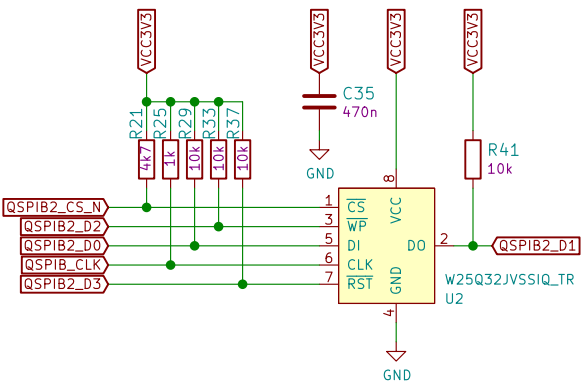 VCC3V3
VCC3V3
VCC3V3
VCC3V3
R21
R25
R29
R33
R37
4k7
1k
10k
10k
10k
C35
470n
GND
R41
10k
QSPIB2_CS_N
QSPIB2_D2
QSPIB2_D0
QSPIB_CLK
QSPIB2_D3
1
3
5
6
7
CS
WP
DI
CLK
RST
8
VCC
DO
GND
4
2
QSPIB2_D1
W25Q32JVSSIQ_TR
U2
GND